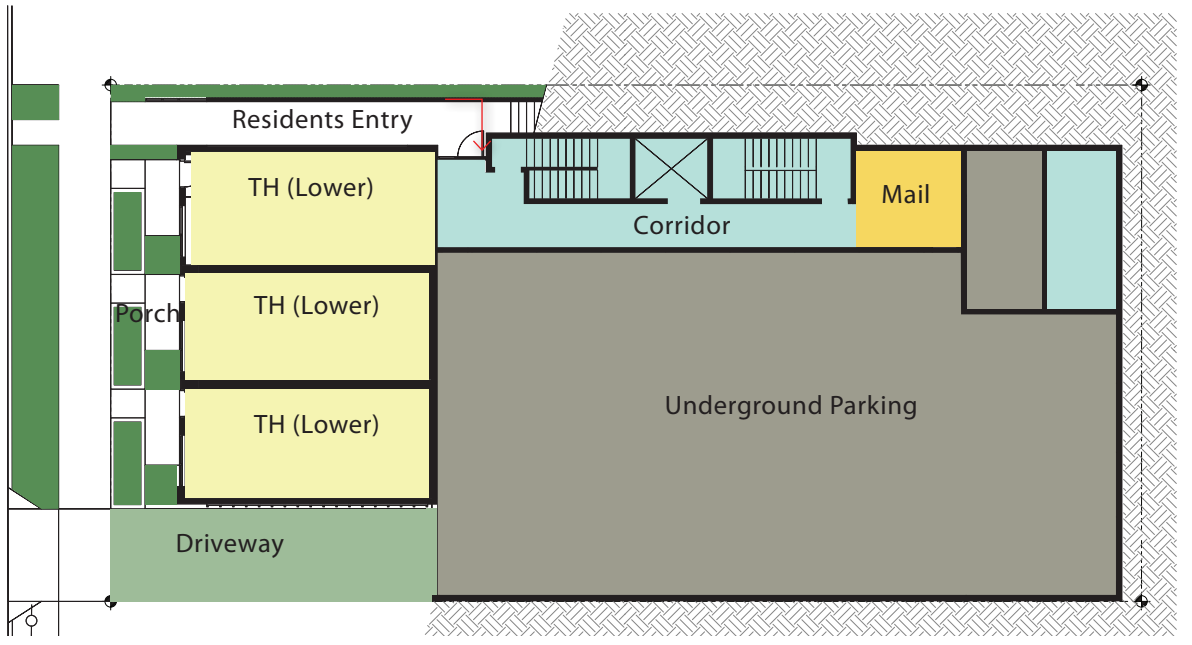 Residents Entry
TH (Lower)
Mail
Corridor
TH (Lower)
Porch
Underground Parking
TH (Lower)
Driveway